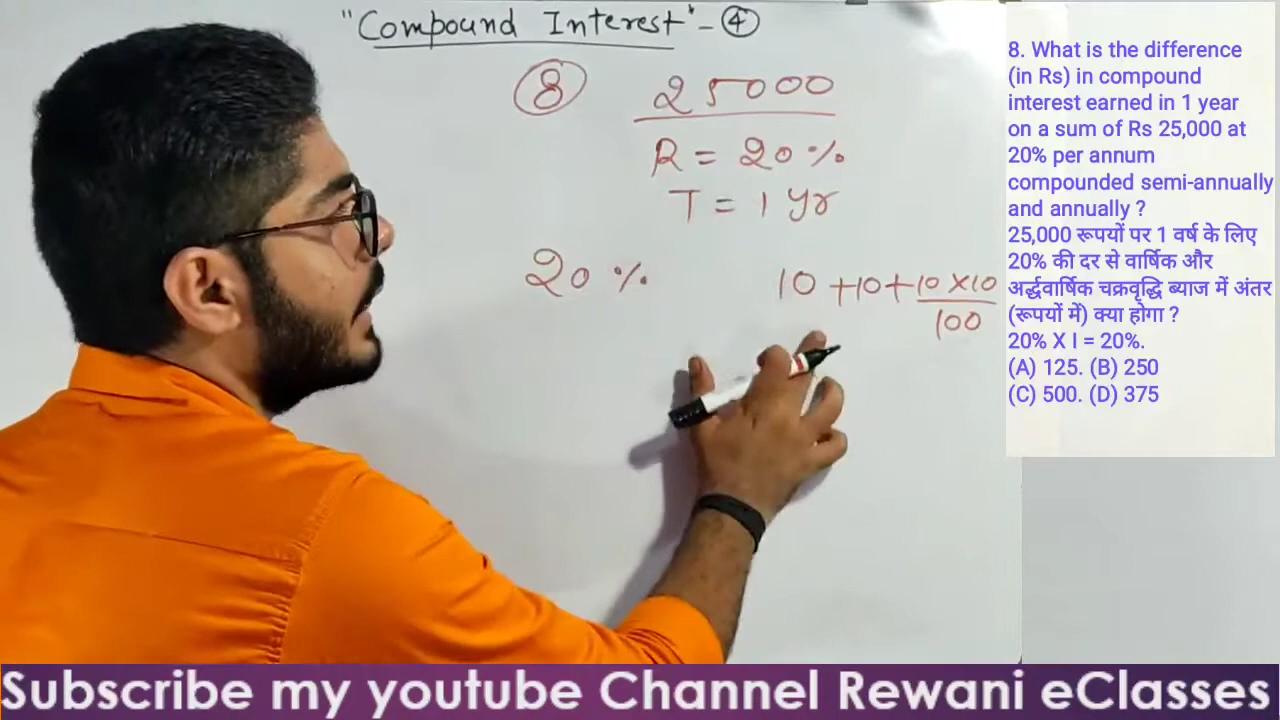 "Compound Interest" - ④
⑧ 25000
R = 20%
T = 1 Yr
20 % 10 + 10 + 10 X 10
100
8. What is the difference
(in Rs) in compound
interest earned in 1 year
on a sum of Rs 25,000 at
20% per annum
compounded semi-annually
and annually ?
25,000 रूपयों पर 1 वर्ष के लिए
20% की दर से वार्षिक और
अर्द्धवार्षिक चक्रवृद्धि ब्याज में अंतर
(रूपयों में) क्या होगा ?
20% X I = 20%.
(A) 125. (B) 250
(C) 500. (D) 375
Subscribe my youtube Channel Rewani eClasses